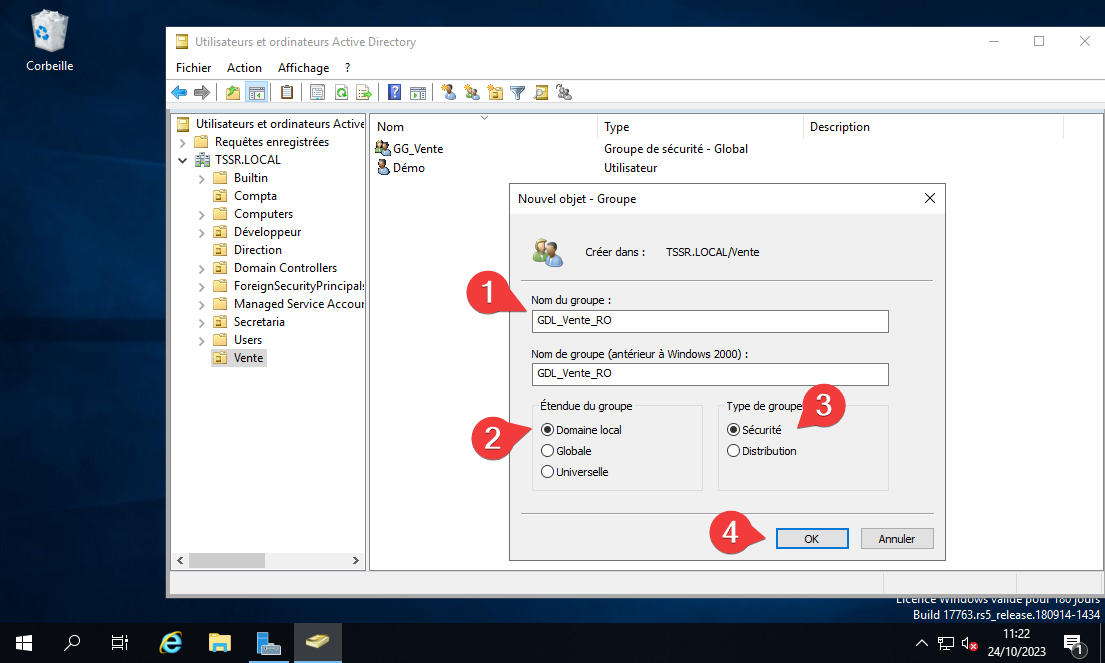 Corbeille
Utilisateurs et ordinateurs Active Directory
Fichier Action Affichage ?
Utilisateurs et ordinateurs Active
Requêtes enregistrées
TSSR.LOCAL
Builtin
Compta
Computers
Développeur
Direction
Domain Controllers
ForeignSecurityPrincipals
Managed Service Accour
Secretaria
Users
Vente
Nom Type Description
GG_Vente Groupe de sécurité - Global
Démo Utilisateur
Nouvel objet - Groupe
Créer dans : TSSR.LOCAL/Vente
1
Nom du groupe :
GDL_Vente_RO
Nom de groupe (antérieur à Windows 2000) :
GDL_Vente_RO
Étendue du groupe
2
Domaine local
Globale
Universelle
Type de groupe
3
Sécurité
Distribution
4
OK Annuler
Licence Windows valide pour 180 jours
Build 17763.rs5_release.180914-1434
11:22
24/10/2023
1